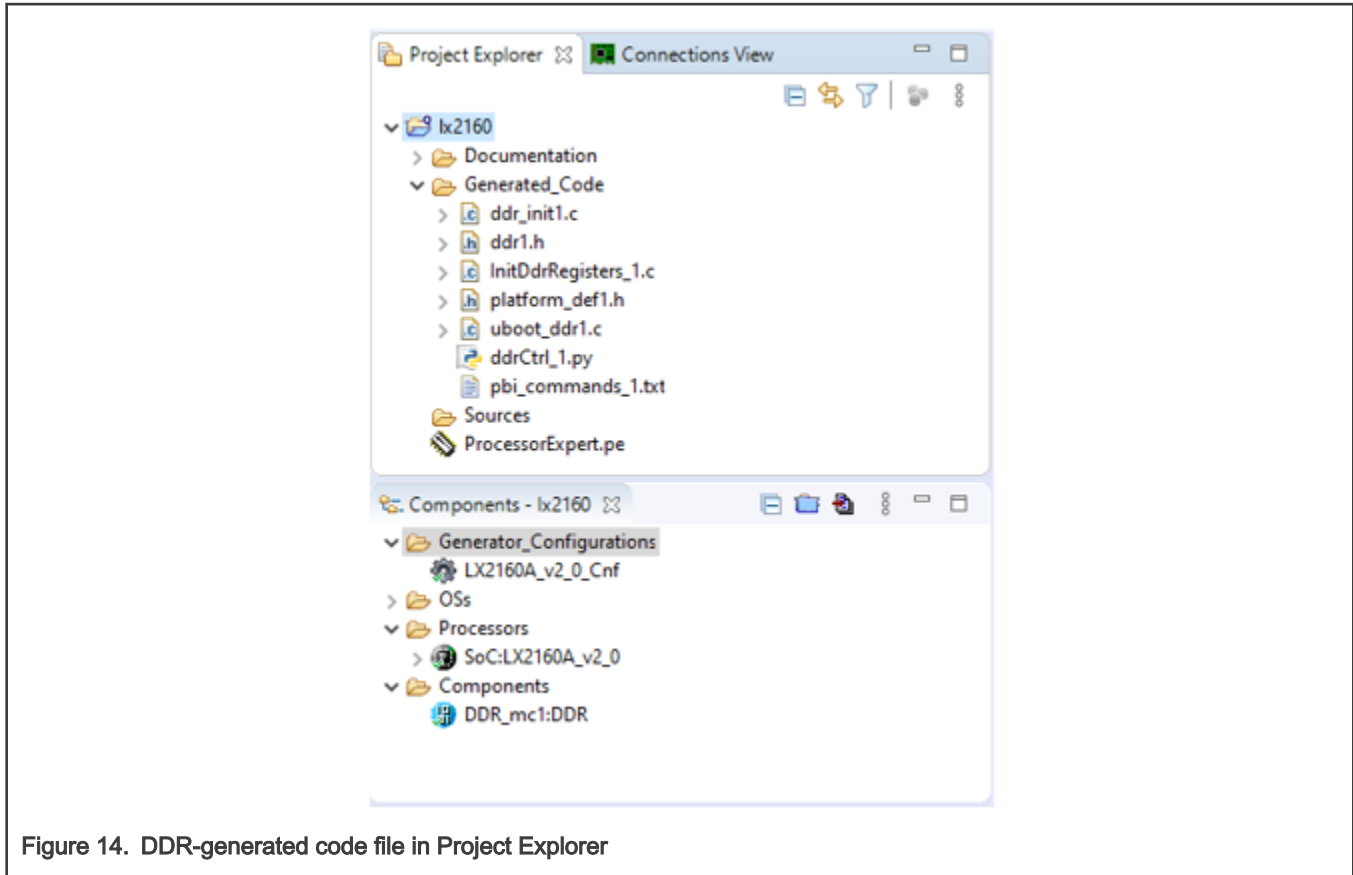 Project Explorer
Connections View
lx2160
Documentation
Generated_Code
ddr_init1.c
ddr1.h
InitDdrRegisters_1.c
platform_def1.h
uboot_ddr1.c
ddrCtrl_1.py
pbi_commands_1.txt
Sources
ProcessorExpert.pe
Components - lx2160
Generator_Configurations
LX2160A_v2_0_Cnf
OSs
Processors
SoC:LX2160A_v2_0
Components
DDR_mc1:DDR
Figure 14. DDR-generated code file in Project Explorer